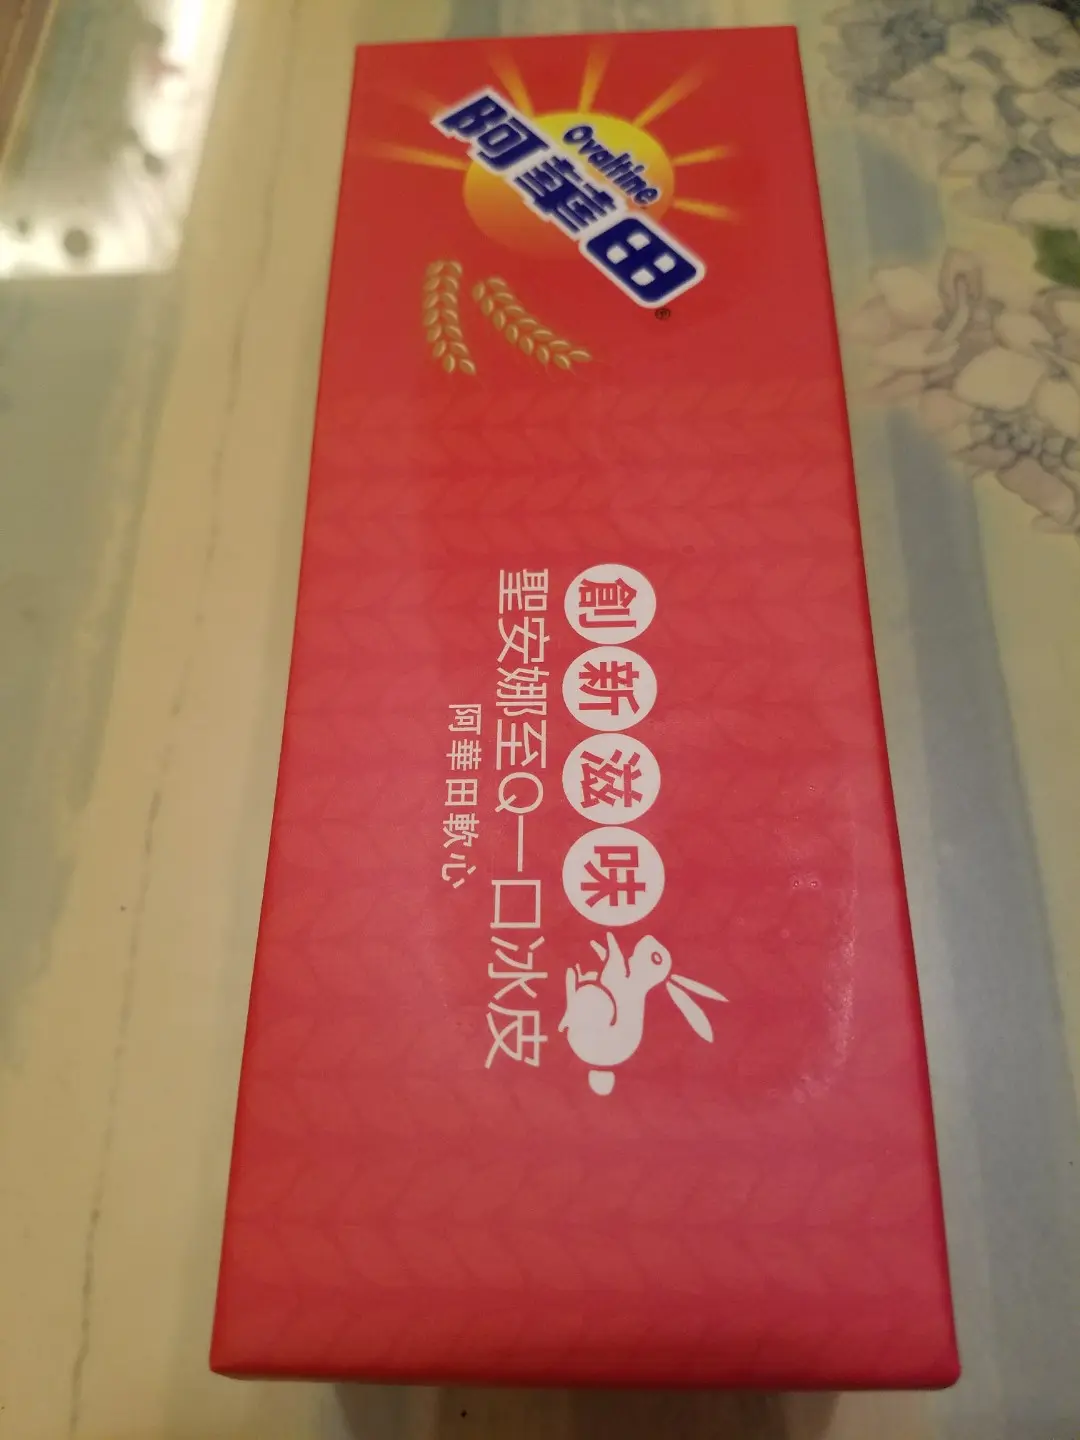 Ovaltine
阿華田®
創新滋味
聖安娜至Q一口冰皮
阿華田軟心